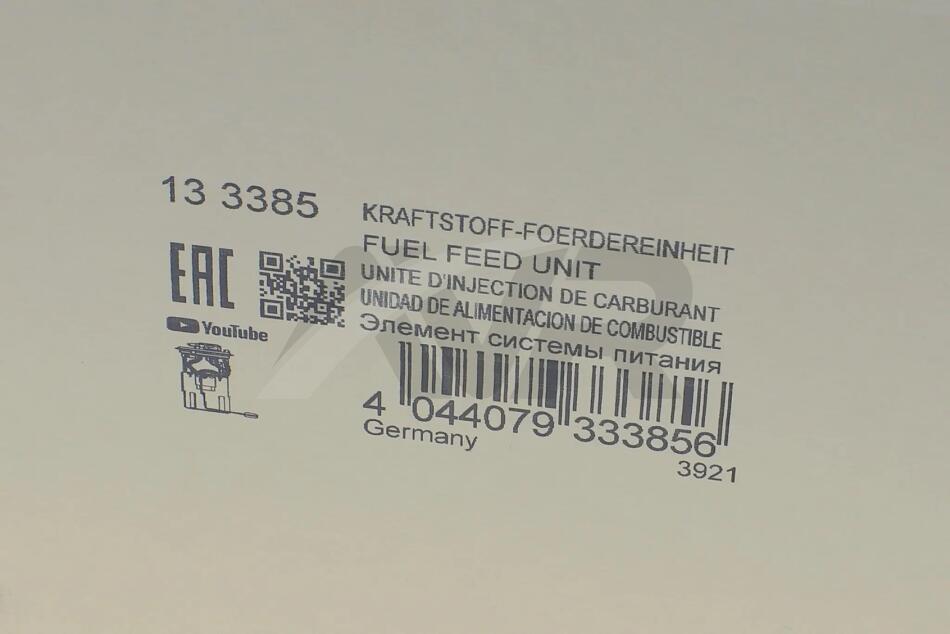 13 3385
KRAFTSTOFF-FOERDEREINHEIT
FUEL FEED UNIT
UNITE D'INJECTION DE CARBURANT
UNIDAD DE ALIMENTACION DE COMBUSTIBLE
Элемент системы питания
EAC
YouTube
4 044079 333856
Germany
3921